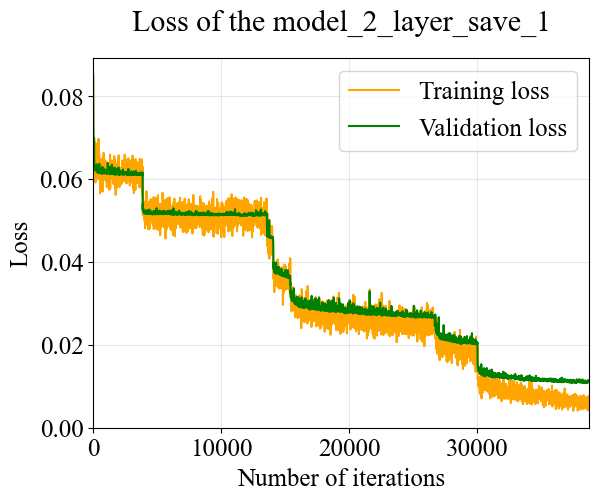 Loss of the model_2_layer_save_1
Training loss
Validation loss
Loss
0.08
0.06
0.04
0.02
0.00
0
10000
20000
30000
Number of iterations